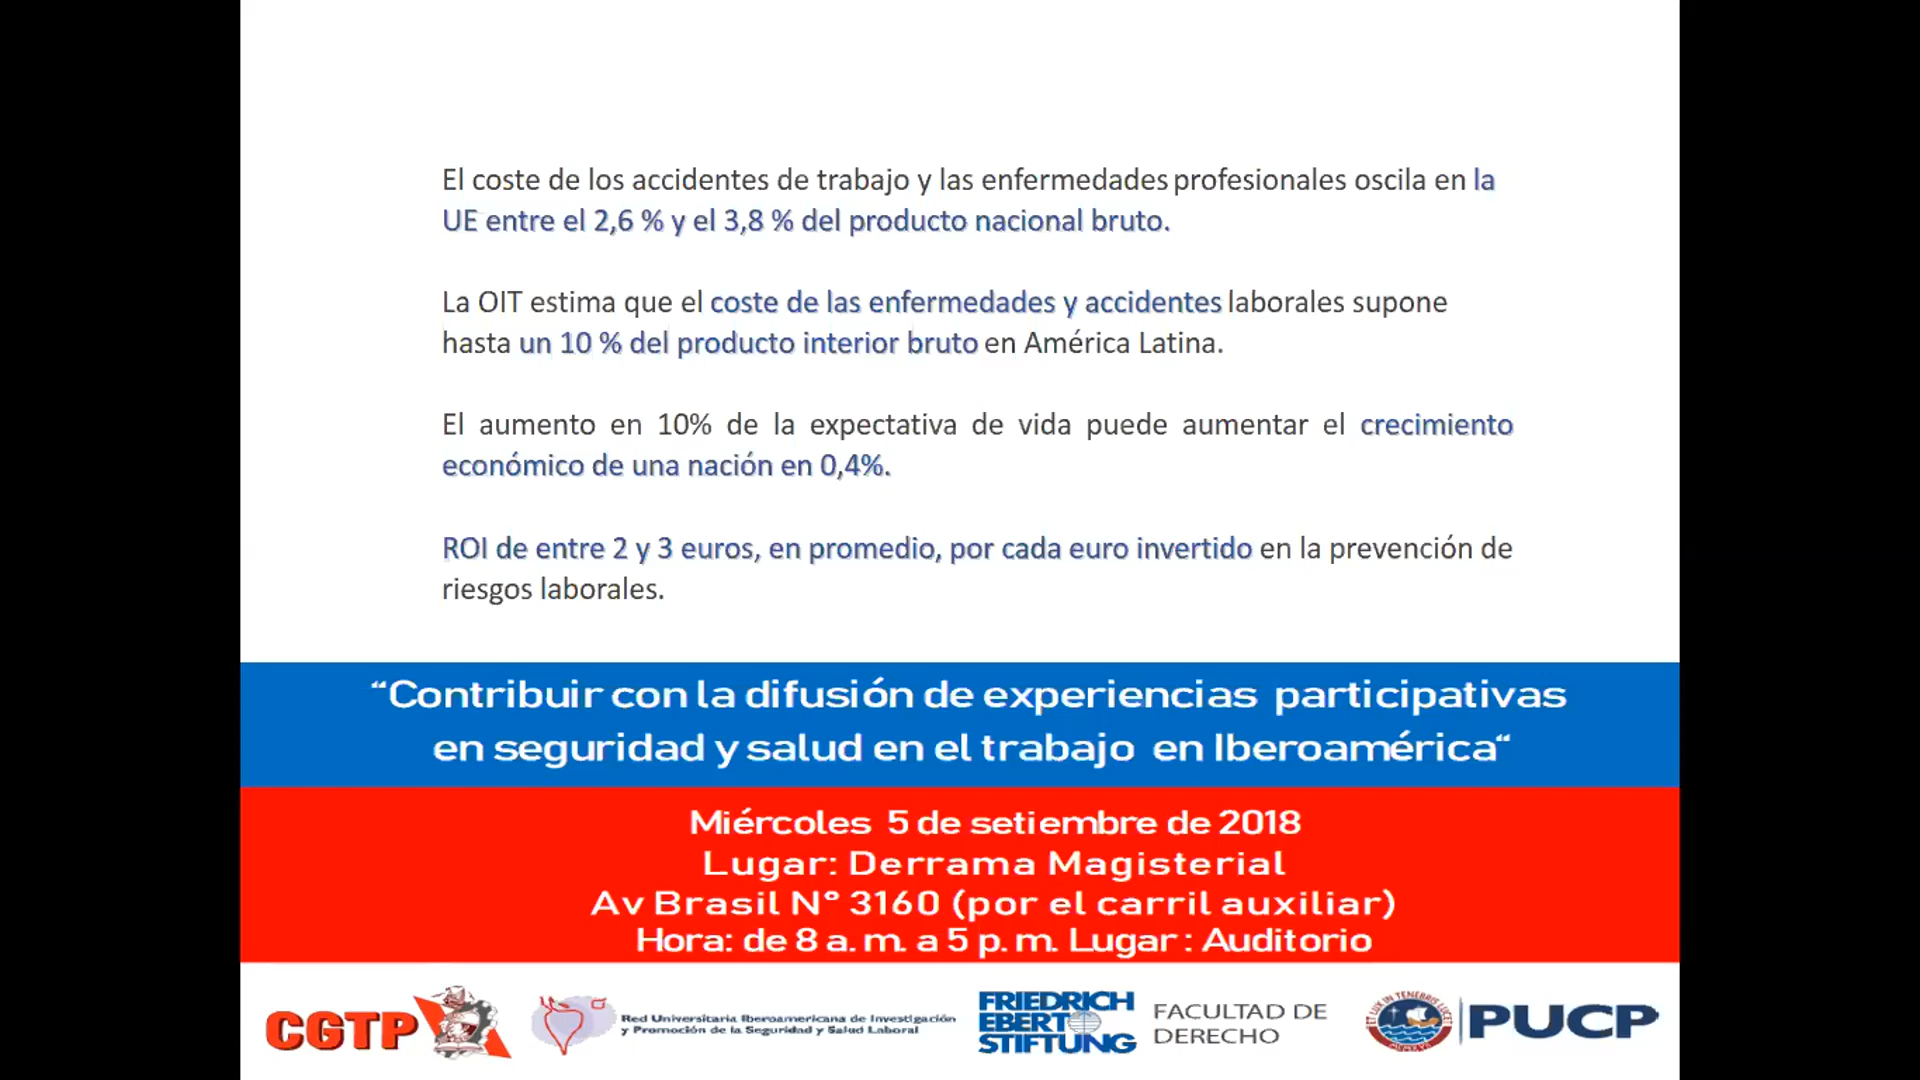 El coste de los accidentes de trabajo y las enfermedades profesionales oscila en la
UE entre el 2,6 % y el 3,8 % del producto nacional bruto.
La OIT estima que el coste de las enfermedades y accidentes laborales supone
hasta un 10 % del producto interior bruto en América Latina.
El aumento en 10% de la expectativa de vida puede aumentar el crecimiento
económico de una nación en 0,4%.
ROI de entre 2 y 3 euros, en promedio, por cada euro invertido en la prevención de
riesgos laborales.
“Contribuir con la difusión de experiencias participativas
en seguridad y salud en el trabajo en Iberoamérica“
Miércoles 5 de setiembre de 2018
Lugar: Derrama Magisterial
Av Brasil N° 3160 (por el carril auxiliar)
Hora: de 8 a. m. a 5 p. m. Lugar : Auditorio
CGTP
Red Universitaria Iberoamericana de Investigación
y Promoción de la Seguridad y Salud Laboral
FRIEDRICH
EBERT
STIFTUNG
FACULTAD DE
DERECHO
ET LUX IN TENEBRIS LUCET
PUCP